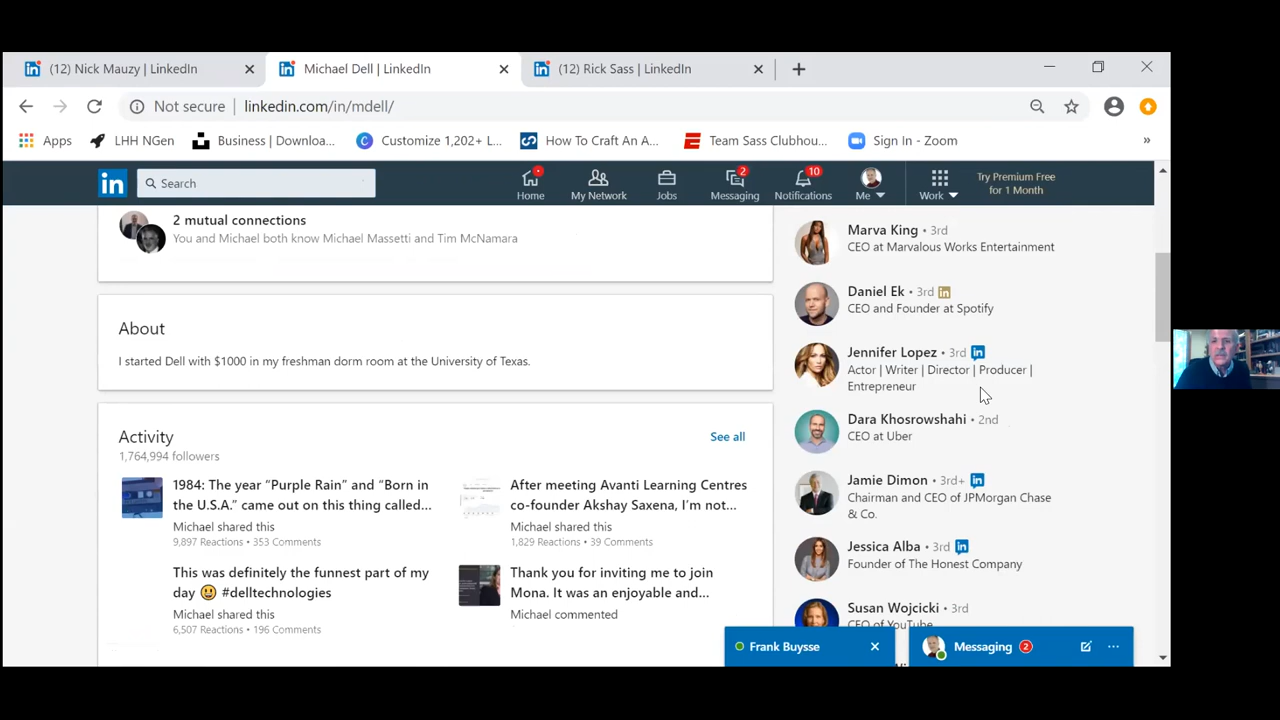 (12) Nick Mauzy | LinkedIn
Michael Dell | LinkedIn
(12) Rick Sass | LinkedIn
Not secure | linkedin.com/in/mdell/
Apps
LHH NGen
Business | Downloa...
Customize 1,202+ L...
How To Craft An A...
Team Sass Clubhou...
Sign In - Zoom
»
in
Search
Home
My Network
Jobs
2
Messaging
10
Notifications
Me
Work
Try Premium Free
for 1 Month
2 mutual connections
You and Michael both know Michael Massetti and Tim McNamara
About
I started Dell with $1000 in my freshman dorm room at the University of Texas.
Activity
See all
1,764,994 followers
1984: The year “Purple Rain” and “Born in
the U.S.A.” came out on this thing called...
Michael shared this
9,897 Reactions • 353 Comments
After meeting Avanti Learning Centres
co-founder Akshay Saxena, I’m not...
Michael shared this
1,829 Reactions • 39 Comments
This was definitely the funnest part of my
day 😃 #delltechnologies
Michael shared this
6,507 Reactions • 196 Comments
Thank you for inviting me to join
Mona. It was an enjoyable and...
Michael commented
Marva King • 3rd
CEO at Marvalous Works Entertainment
Daniel Ek • 3rd in
CEO and Founder at Spotify
Jennifer Lopez • 3rd in
Actor | Writer | Director | Producer |
Entrepreneur
Dara Khosrowshahi • 2nd
CEO at Uber
Jamie Dimon • 3rd+ in
Chairman and CEO of JPMorgan Chase
& Co.
Jessica Alba • 3rd in
Founder of The Honest Company
Susan Wojcicki • 3rd
CEO of YouTube
Frank Buysse
Messaging 2